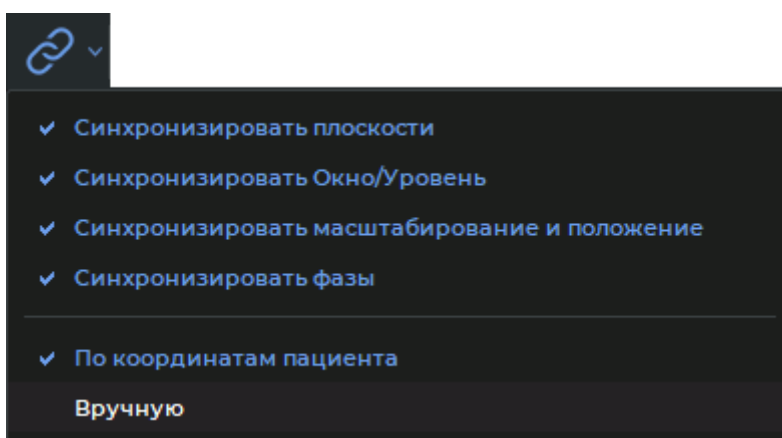 Синхронизировать плоскости
Синхронизировать Окно/Уровень
Синхронизировать масштабирование и положение
Синхронизировать фазы
По координатам пациента
Вручную